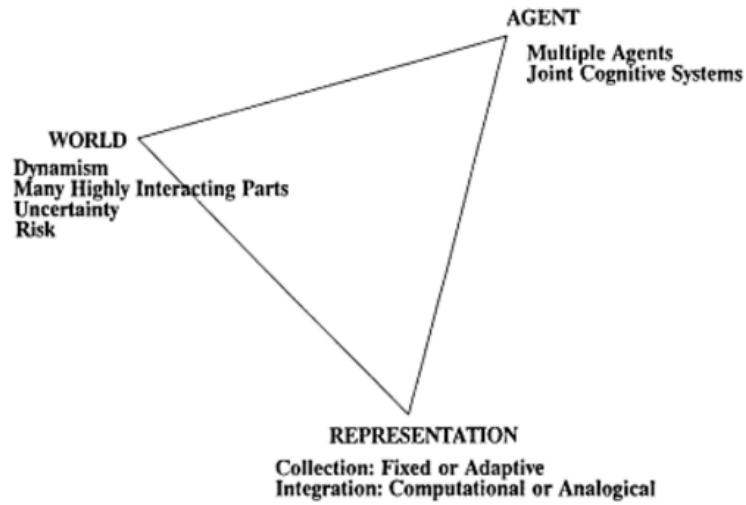 AGENT
Multiple Agents
Joint Cognitive Systems
WORLD
Dynamism
Many Highly Interacting Parts
Uncertainty
Risk
REPRESENTATION
Collection: Fixed or Adaptive
Integration: Computational or Analogical